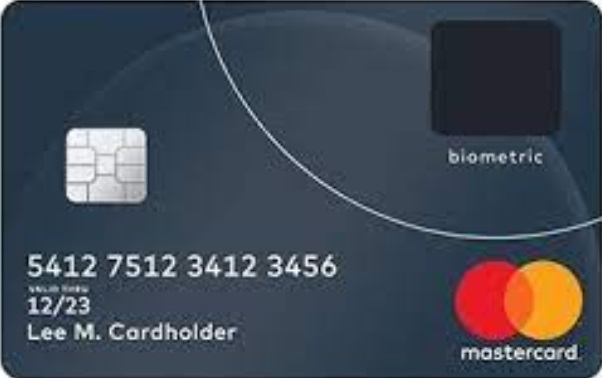 biometric
5412 7512 3412 3456
VALID THRU
12/23
Lee M. Cardholder
mastercard.